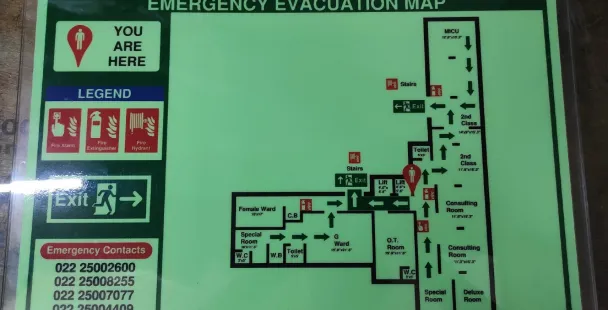 EMERGENCY EVACUATION MAP
YOU
ARE
HERE
LEGEND
Fire Alarm
Fire Extinguisher
Fire Hydrant
Exit
Emergency Contacts
022 25002600
022 25008255
022 25007077
022 25004409
MICU
Stairs
Exit
2nd
Class
Toilet
2nd
Class
Stairs
Exit
Lift
Lift
Female Ward
C.B
Consulting
Room
Special
Room
G
Ward
O.T.
Room
Consulting
Room
W.C
W.B
Toilet
W.C
Special
Room
Deluxe
Room